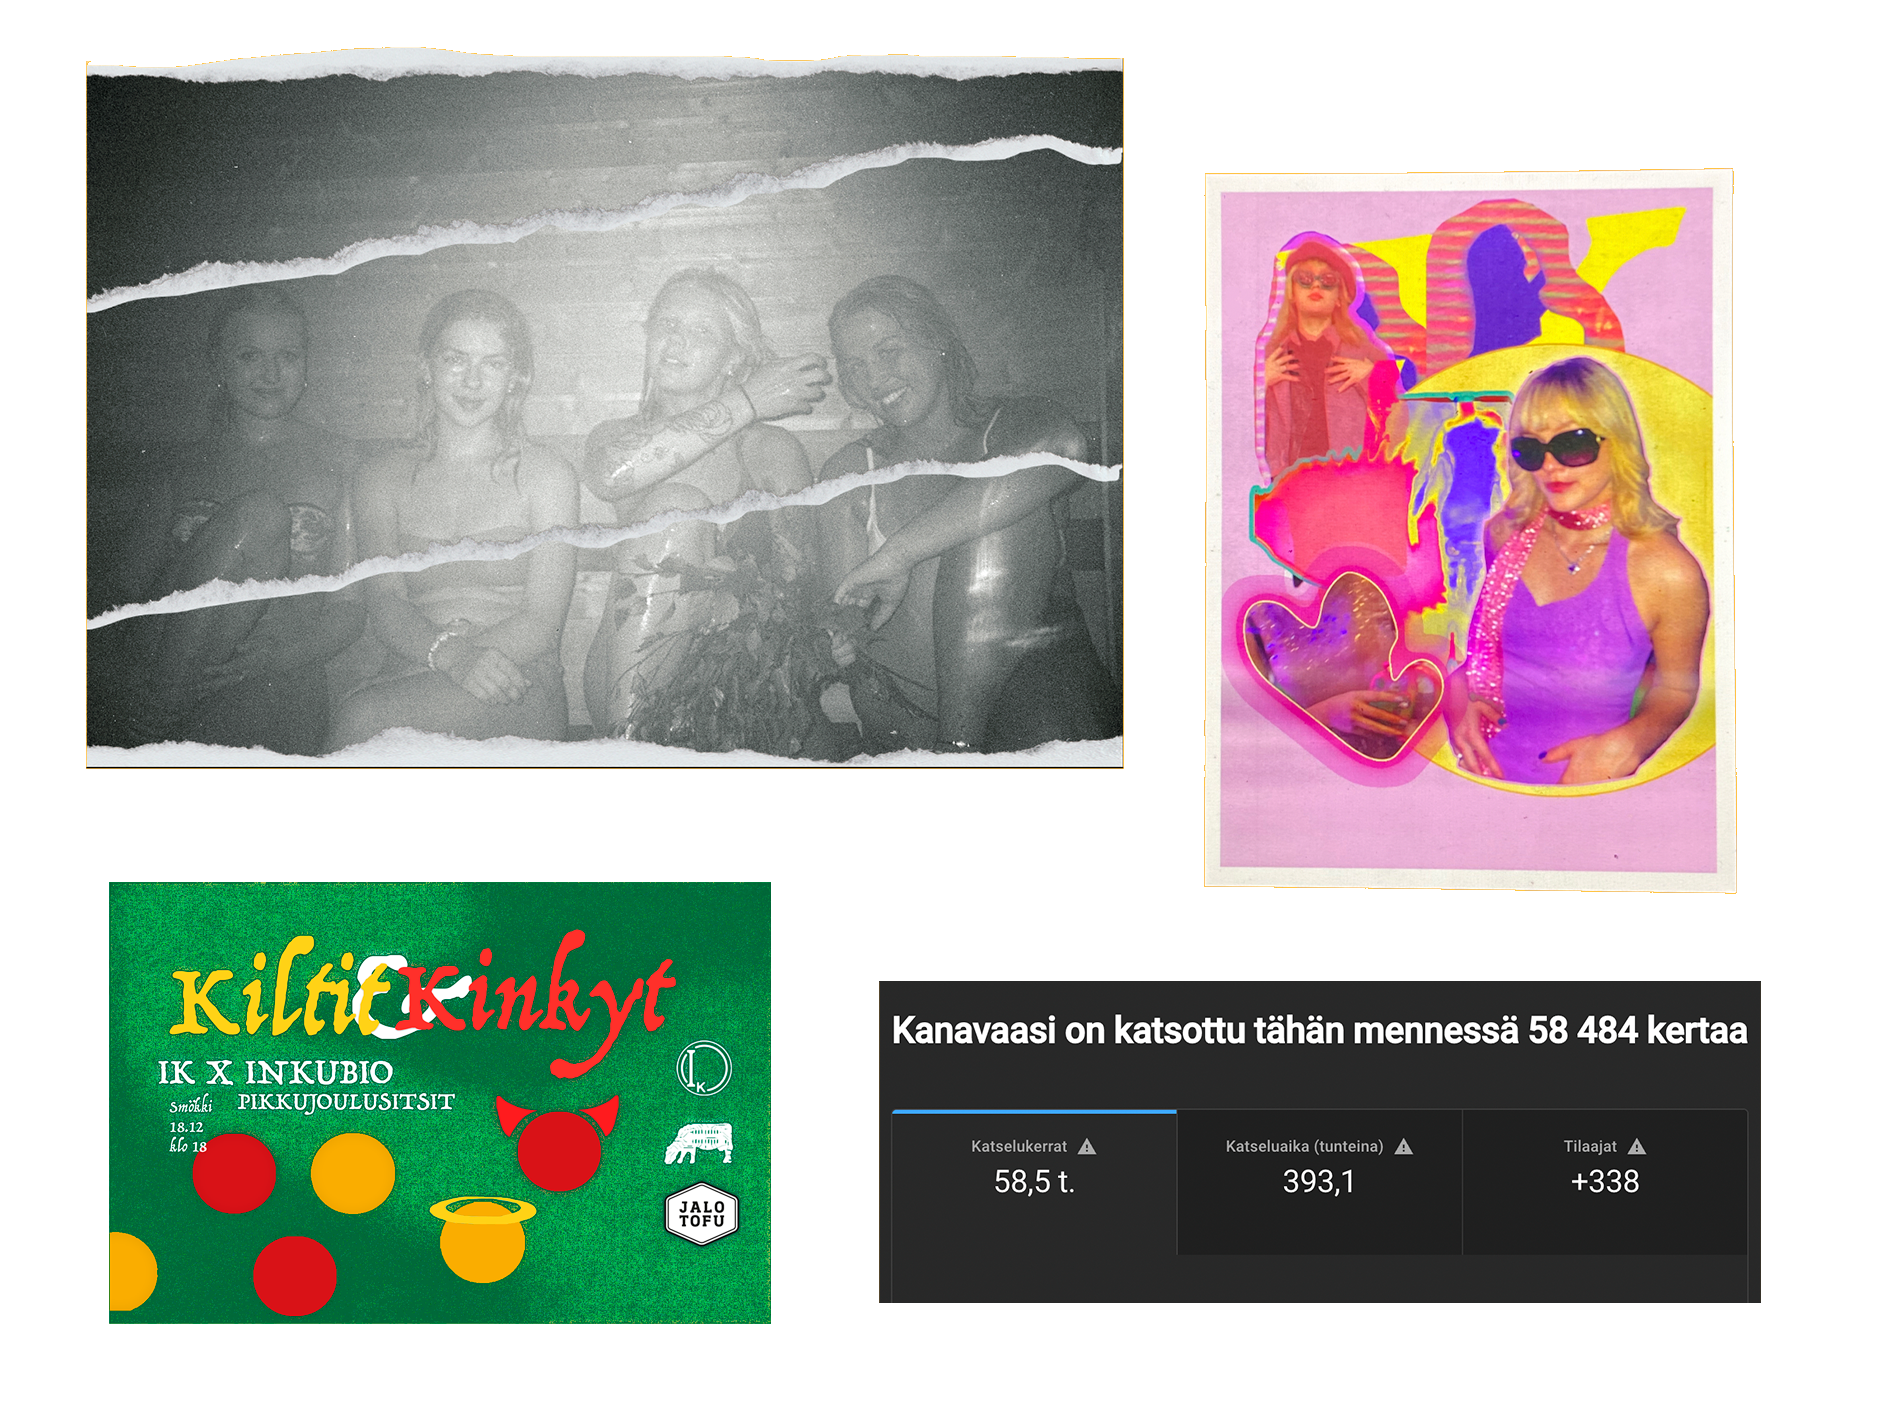 Kiltit & Kinkyt
IK X INKUBIO
PIKKUJOULUSITSIT
Smökki
18.12
klo 18
IK
JALO
TOFU
Kanavaasi on katsottu tähän mennessä 58 484 kertaa
Katselukerrat
58,5 t.
Katseluaika (tunteina)
393,1
Tilaajat
+338